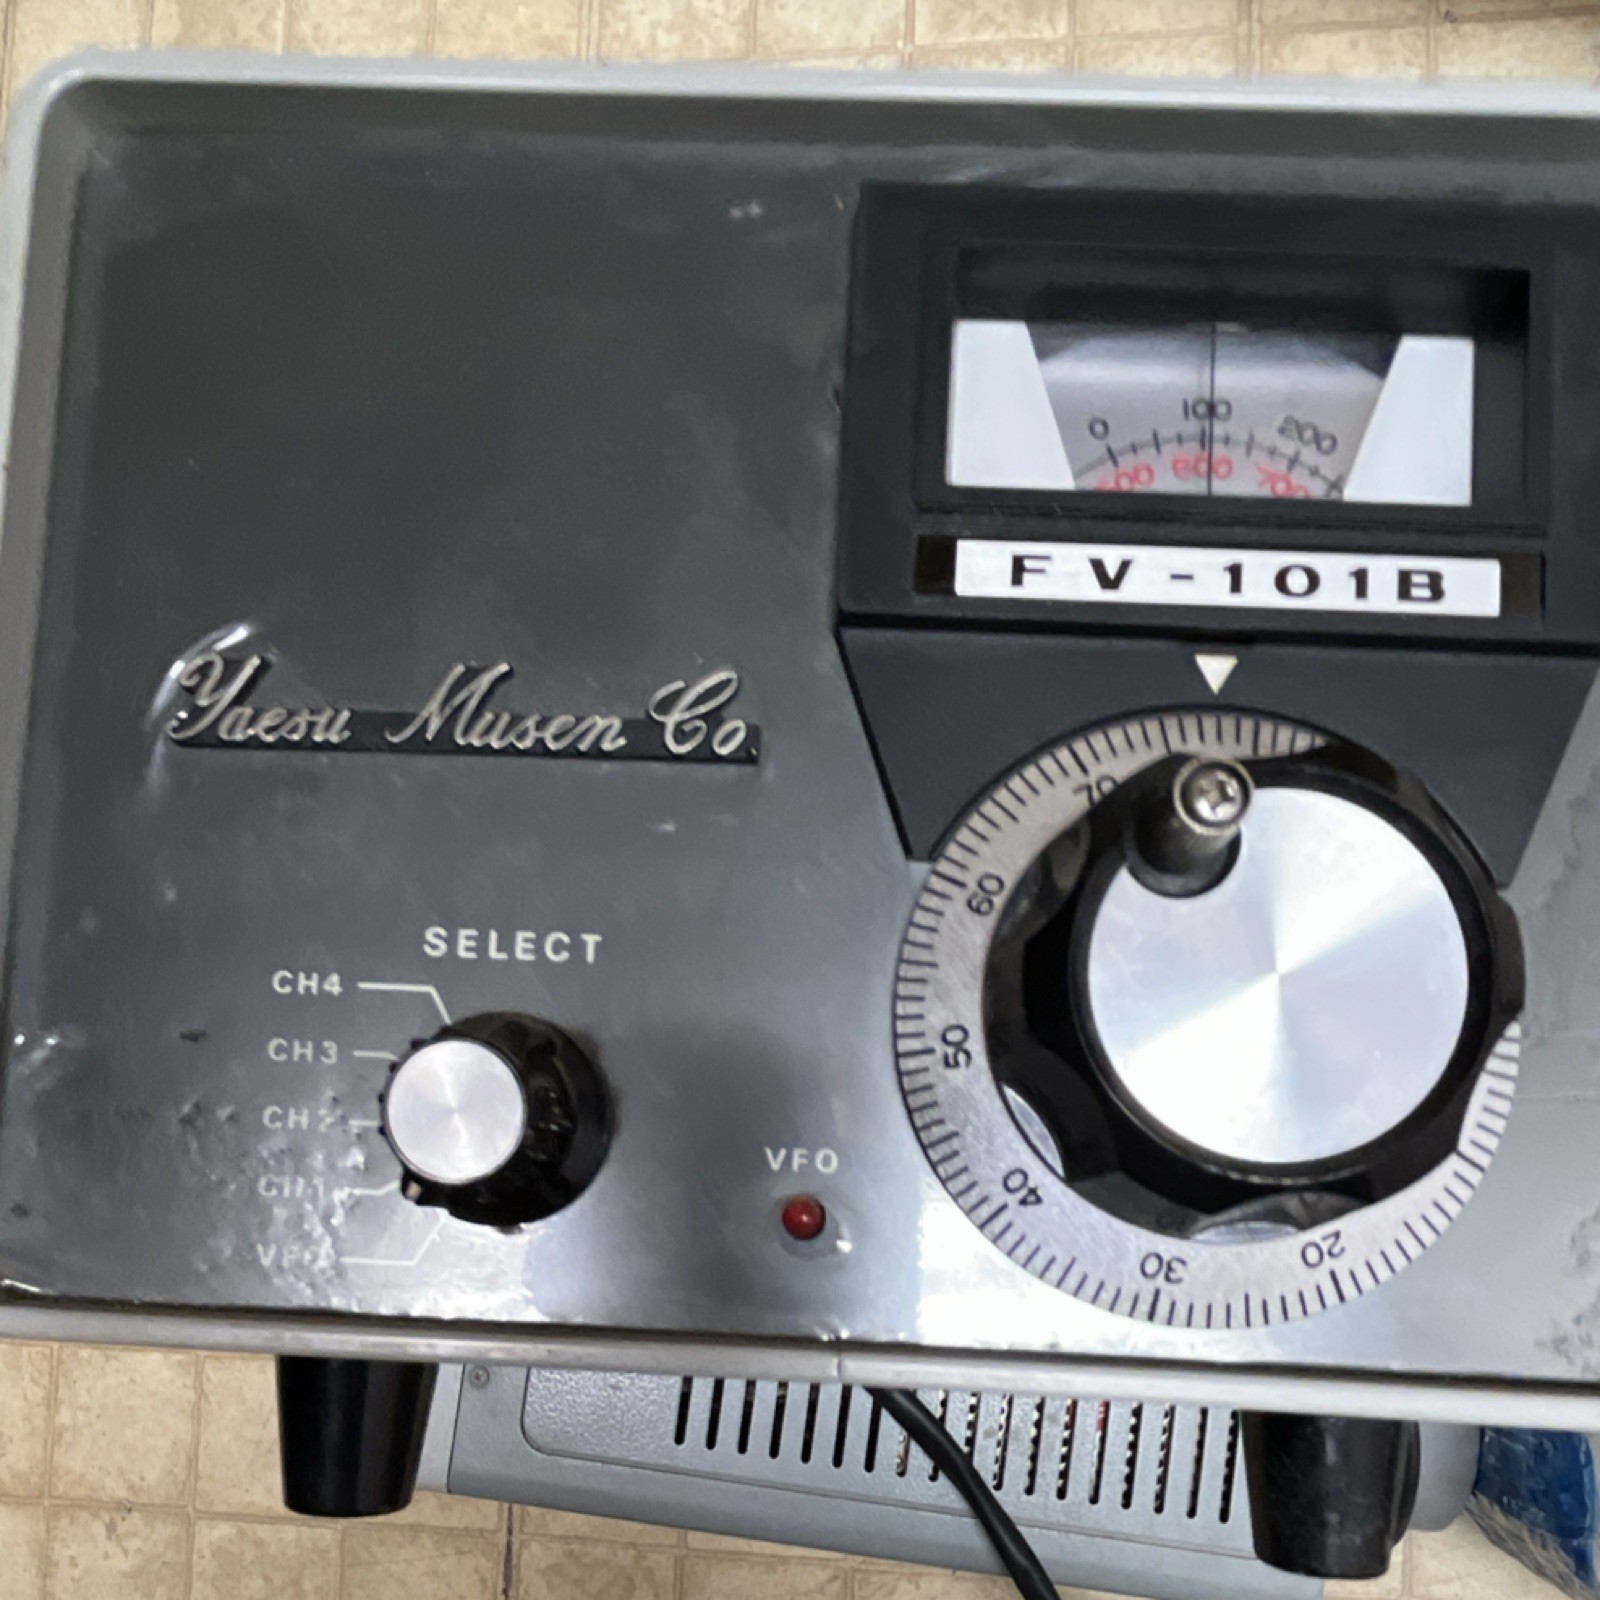 0 100 200
500 600 700
FV-101B
Yaesu Musen Co.
SELECT
CH4
CH3
CH2
CH1
VFO
VFO
70
60
50
40
30
20